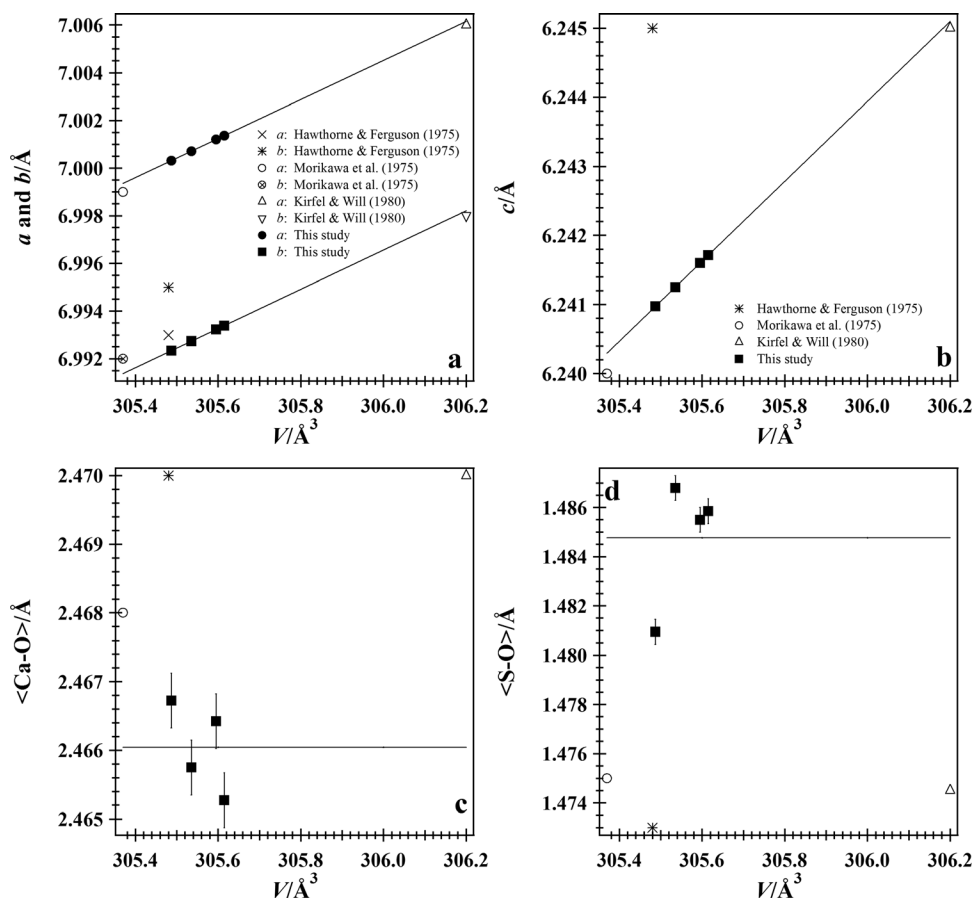 7.006
7.004
7.002
7.000
6.998
6.996
6.994
6.992
a and b/Å
× a: Hawthorne & Ferguson (1975)
b: Hawthorne & Ferguson (1975)
a: Morikawa et al. (1975)
b: Morikawa et al. (1975)
a: Kirfel & Will (1980)
b: Kirfel & Will (1980)
a: This study
b: This study
a
305.4 305.6 305.8 306.0 306.2
V/Å³
6.245
6.244
6.243
6.242
6.241
6.240
c/Å
Hawthorne & Ferguson (1975)
Morikawa et al. (1975)
Kirfel & Will (1980)
This study
b
305.4 305.6 305.8 306.0 306.2
V/Å³
2.470
2.469
2.468
2.467
2.466
2.465
<Ca-O>/Å
c
305.4 305.6 305.8 306.0 306.2
V/Å³
d
1.486
1.484
1.482
1.480
1.478
1.476
1.474
<S-O>/Å
305.4 305.6 305.8 306.0 306.2
V/Å³